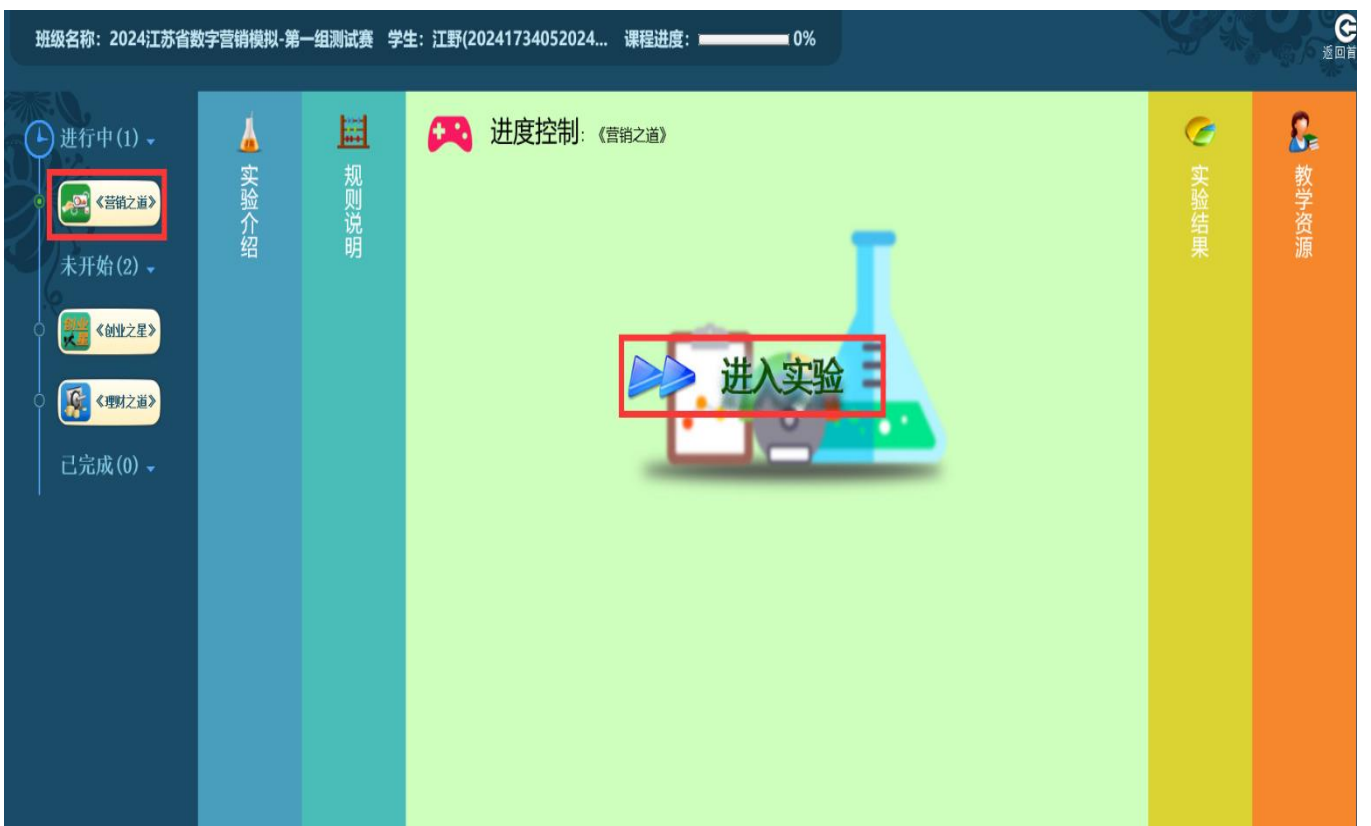 班级名称：2024江苏省数字营销模拟-第一组测试赛 学生：江野(20241734052024... 课程进度： 0%
返回首
进行中(1)
《营销之道》
未开始(2)
《创业之星》
《理财之道》
已完成(0)
实验介绍
规则说明
进度控制：《营销之道》
进入实验
实验结果
教学资源